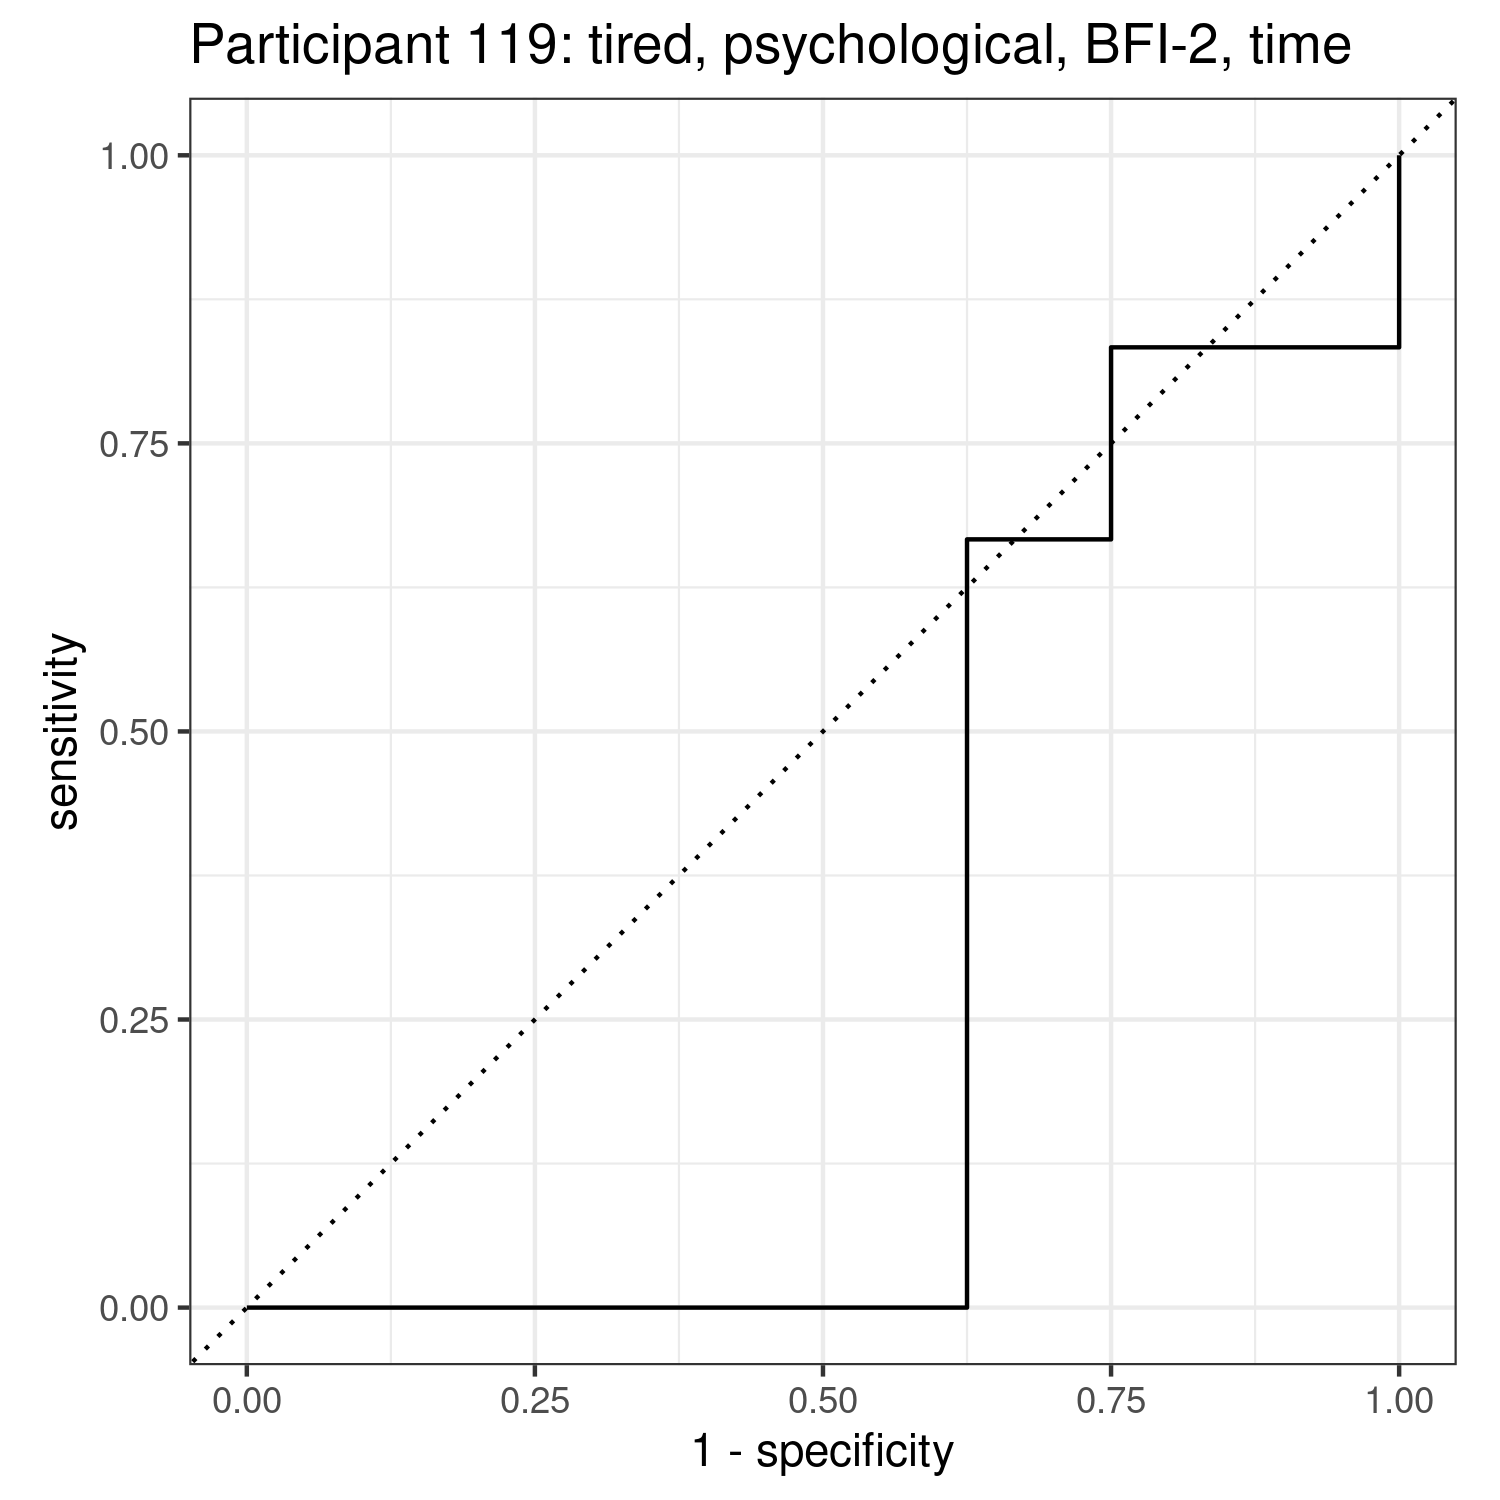 Participant 119: tired, psychological, BFI-2, time
1.00
0.75
0.50
0.25
0.00
sensitivity
0.00 0.25 0.50 0.75 1.00
1 - specificity